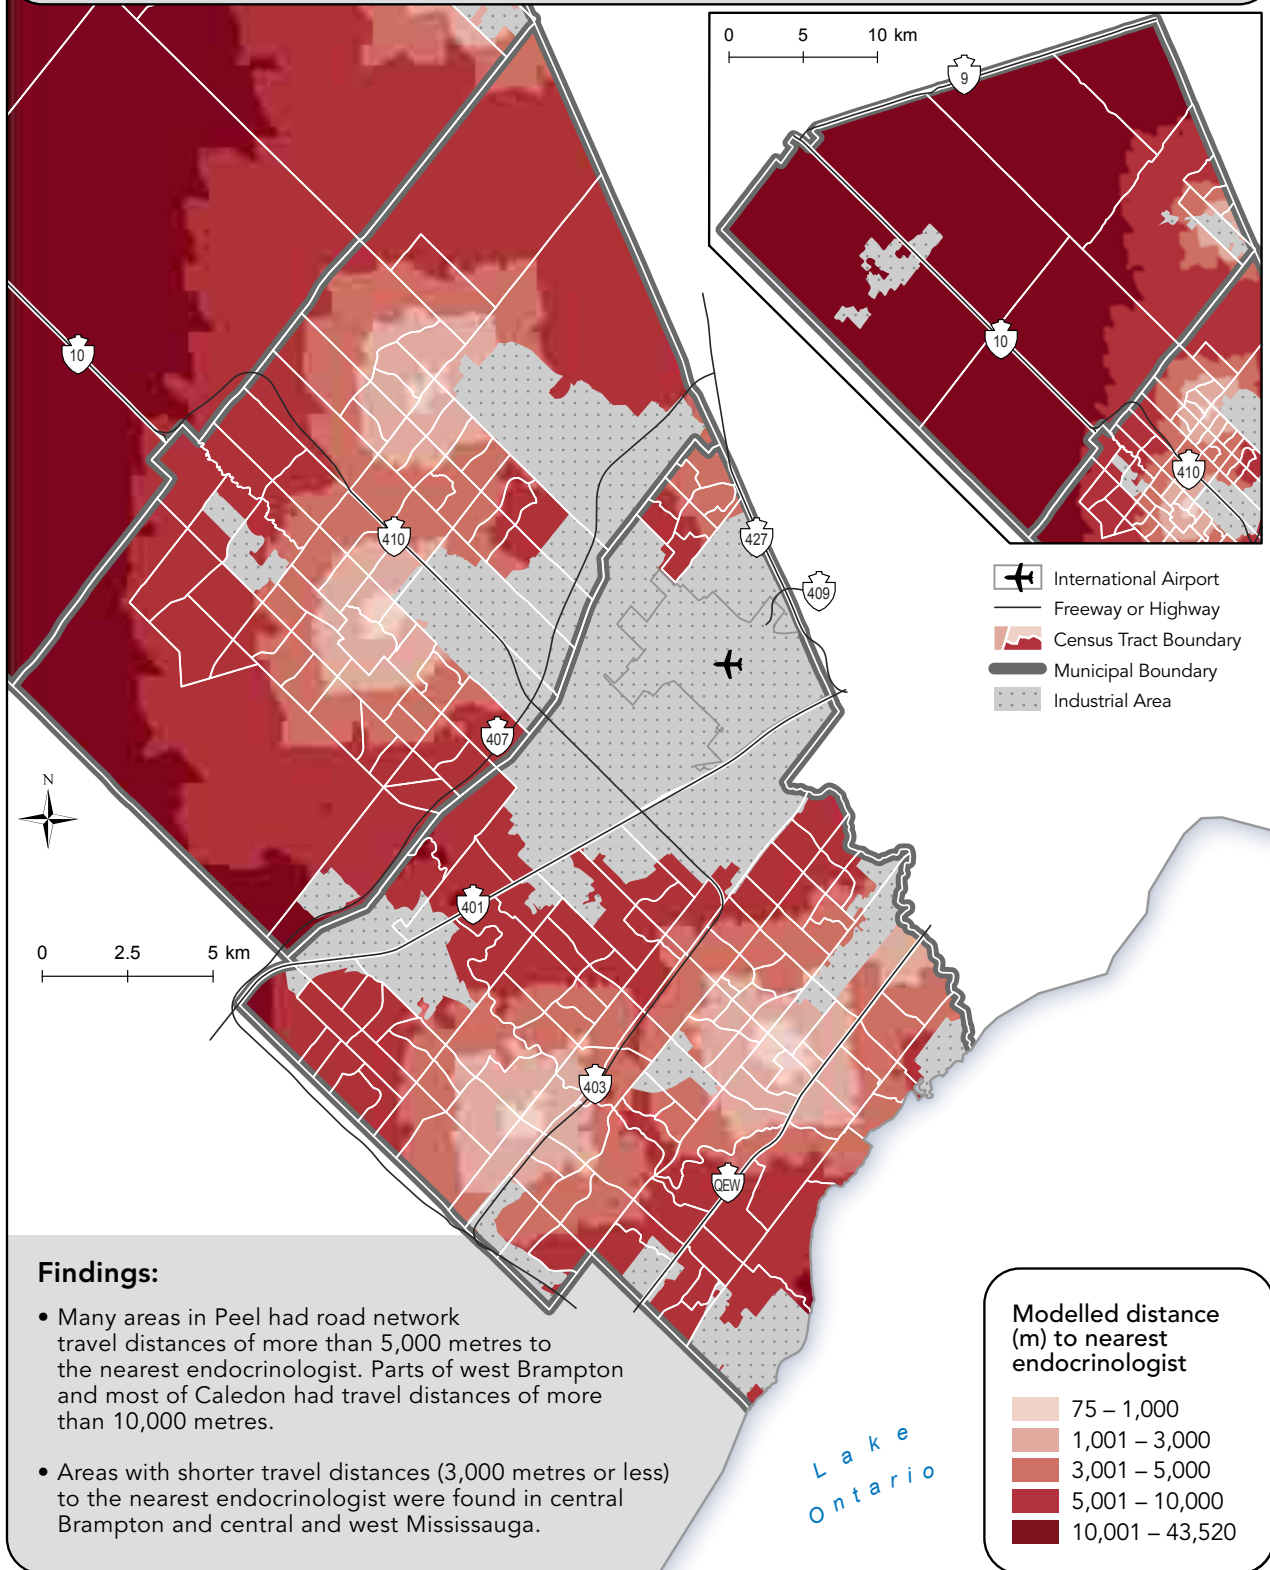 0 5 10 km
9
10
410
10
410
427
409
407
401
403
QEW
International Airport
Freeway or Highway
Census Tract Boundary
Municipal Boundary
Industrial Area
N
0 2.5 5 km
Findings:
• Many areas in Peel had road network
travel distances of more than 5,000 metres to
the nearest endocrinologist. Parts of west Brampton
and most of Caledon had travel distances of more
than 10,000 metres.
• Areas with shorter travel distances (3,000 metres or less)
to the nearest endocrinologist were found in central
Brampton and central and west Mississauga.
Lake
Ontario
Modelled distance
(m) to nearest
endocrinologist
75 – 1,000
1,001 – 3,000
3,001 – 5,000
5,001 – 10,000
10,001 – 43,520